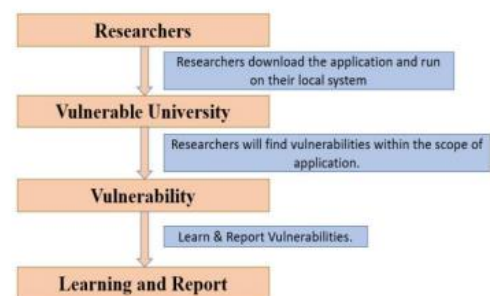 Researchers
Researchers download the application and run
on their local system
Vulnerable University
Researchers will find vulnerabilities within the scope of
application.
Vulnerability
Learn & Report Vulnerabilities.
Learning and Report